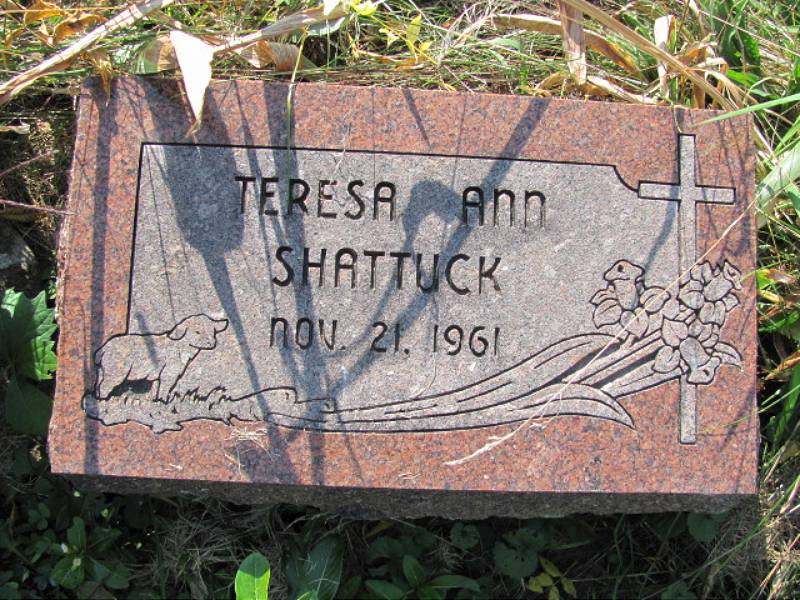 TERESA ANN
SHATTUCK
NOV. 21, 1961